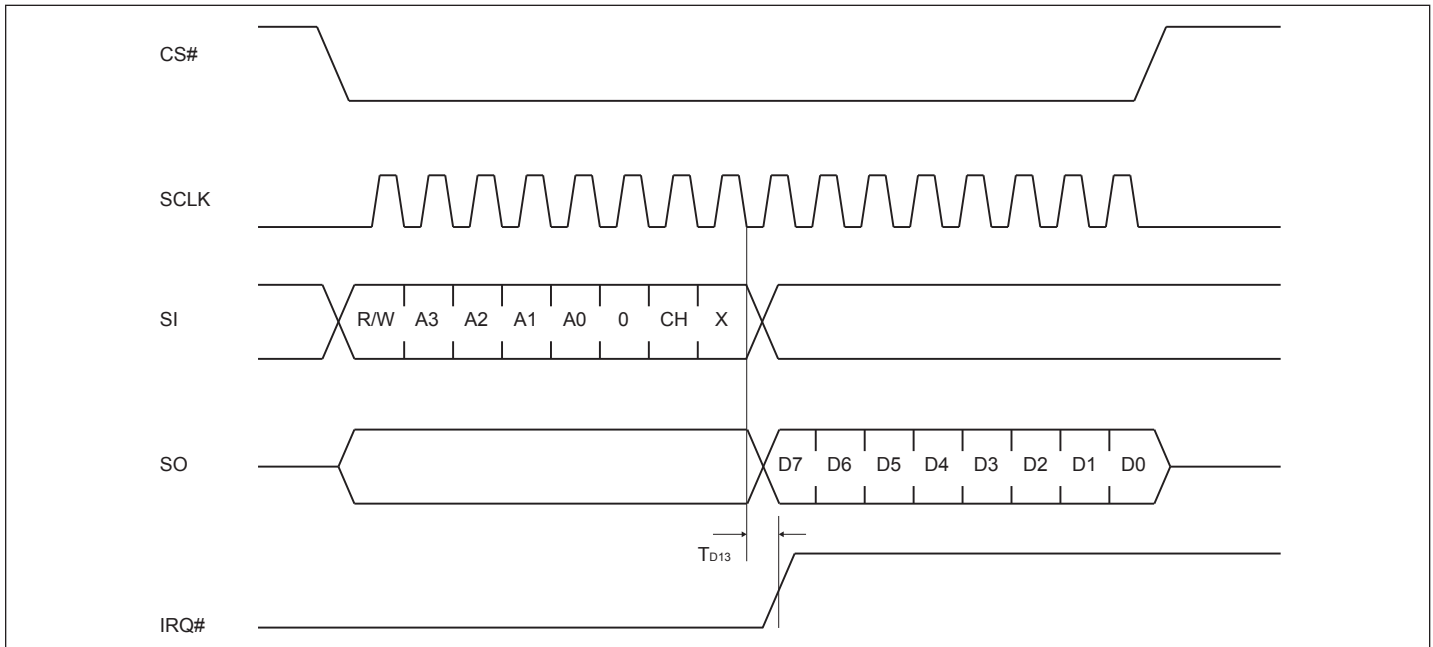 CS#
SCLK
SI
R/W A3 A2 A1 A0 0 CH X
SO
D7 D6 D5 D4 D3 D2 D1 D0
TD13
IRQ#